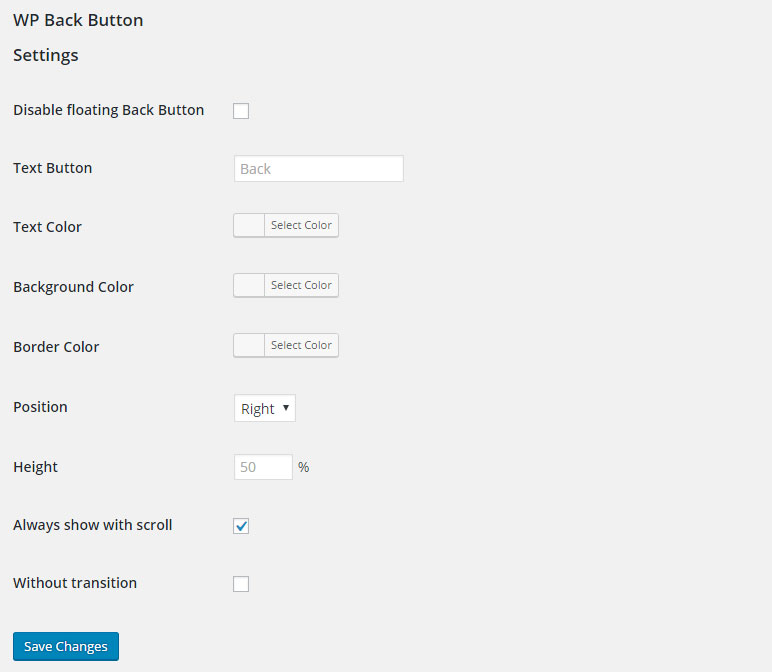 WP Back Button
Settings
Disable floating Back Button
Text Button Back
Text Color Select Color
Background Color Select Color
Border Color Select Color
Position Right
Height 50 %
Always show with scroll
Without transition
Save Changes